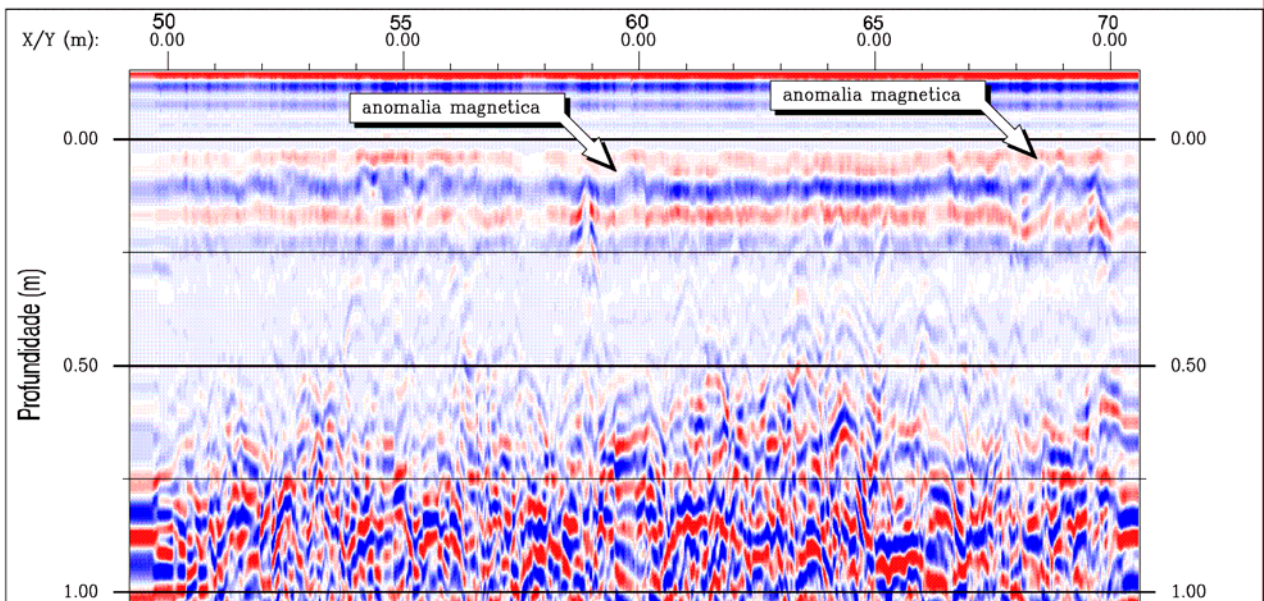 50 55 60 65 70
X/Y (m): 0.00 0.00 0.00 0.00 0.00
anomalia magnetica
anomalia magnetica
0.00 0.00
Profundidade (m)
0.50 0.50
1.00 1.00